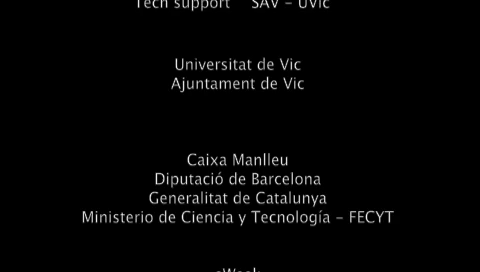 Tech support SAV – UVic
Universitat de Vic
Ajuntament de Vic
Caixa Manlleu
Diputació de Barcelona
Generalitat de Catalunya
Ministerio de Ciencia y Tecnología – FECYT
eWeek